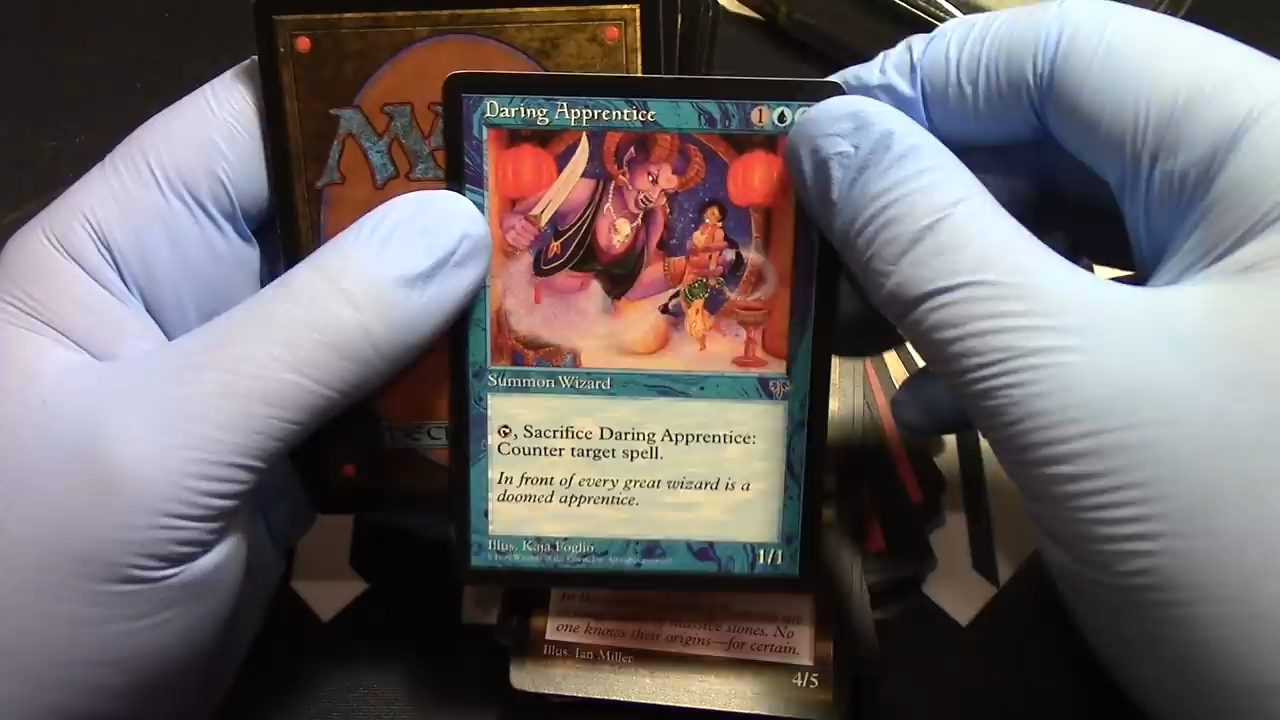 Daring Apprentice
1
Summon Wizard
, Sacrifice Daring Apprentice:
Counter target spell.
In front of every great wizard is a
doomed apprentice.
Illus. Kaja Foglio
1/1
massive stones. No
one knows their origins—for certain.
Illus. Ian Miller
4/5